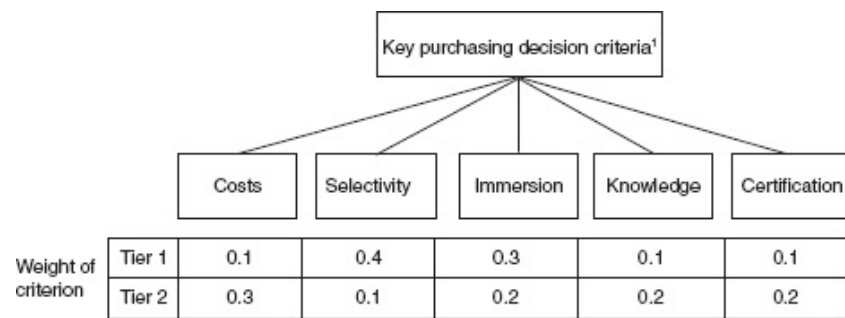 Key purchasing decision criteria¹
Costs Selectivity Immersion Knowledge Certification
Weight of criterion
Tier 1 0.1 0.4 0.3 0.1 0.1
Tier 2 0.3 0.1 0.2 0.2 0.2